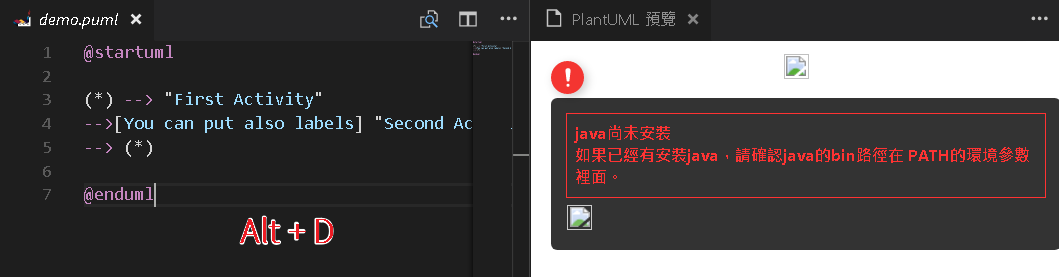 demo.puml
PlantUML 預覽
1 @startuml
2
3 (*) --> "First Activity"
4 -->[You can put also labels] "Second Ac
5 --> (*)
6
7 @enduml
Alt + D
!
java尚未安裝
如果已經有安裝java，請確認java的bin路徑在 PATH的環境參數
裡面。